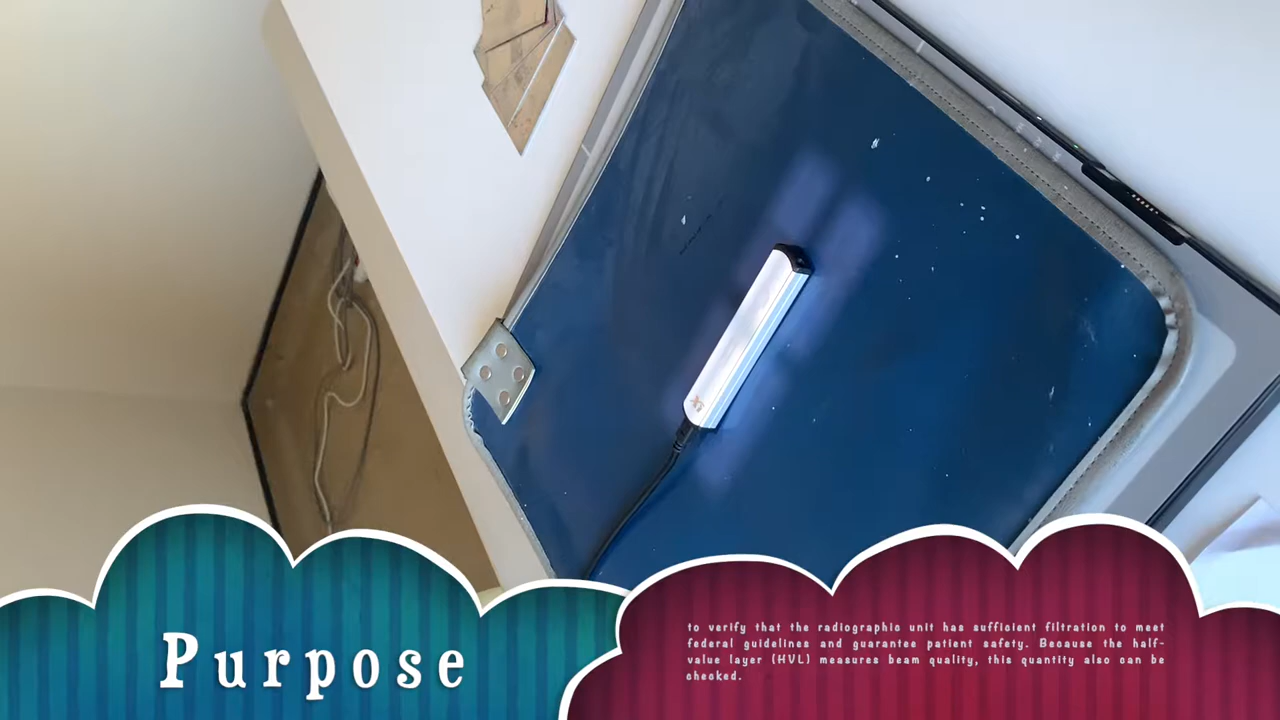 Xi
Purpose
to verify that the radiographic unit has sufficient filtration to meet
federal guidelines and guarantee patient safety. Because the half-
value layer (HVL) measures beam quality, this quantity also can be
checked.